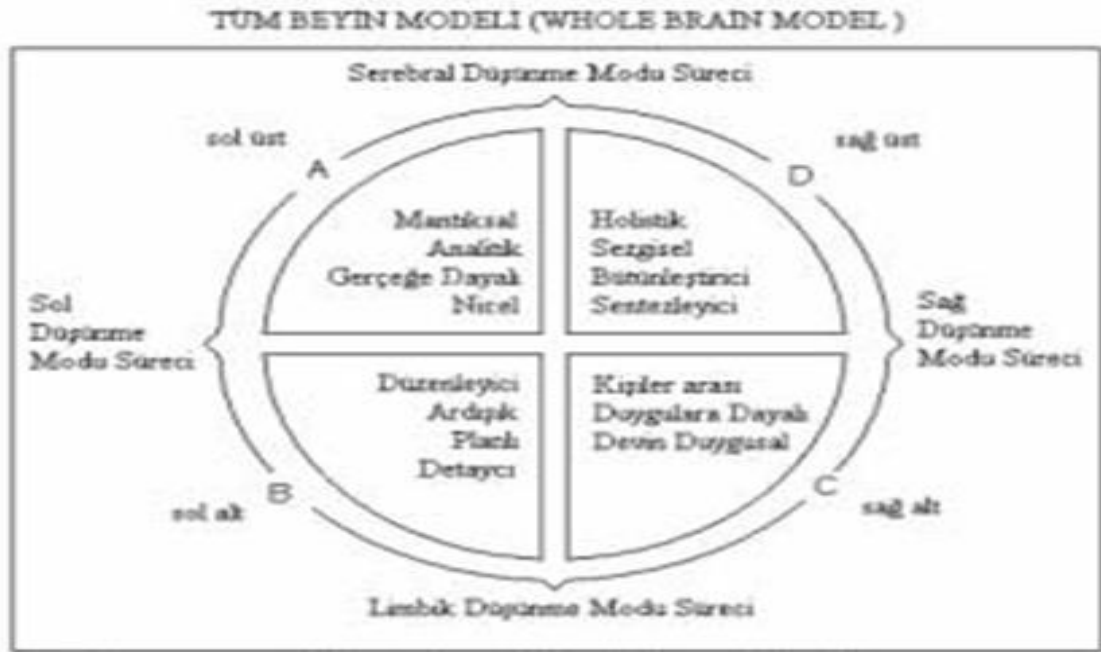 TÜM BEYİN MODELİ (WHOLE BRAIN MODEL )
Serebral Düşünme Modu Süreci
sol üst
sağ üst
A
D
Mantıksal
Analitik
Gerçeğe Dayalı
Nicel
Holistik
Sezgisel
Bütünleştirici
Sentezleyici
Sol
Düşünme
Modu Süreci
Sağ
Düşünme
Modu Süreci
Düzenleyici
Ardışık
Planlı
Detaycı
Kişiler arası
Duygulara Dayalı
Devin Duygusal
B
C
sol alt
sağ alt
Limbik Düşünme Modu Süreci